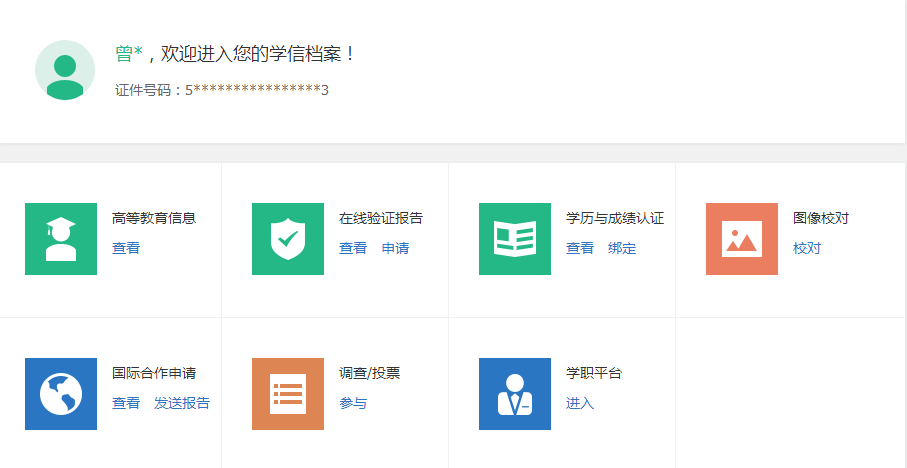 曾*，欢迎进入您的学信档案！
证件号码：5****************3
高等教育信息
查看
在线验证报告
查看 申请
学历与成绩认证
查看 绑定
图像校对
校对
国际合作申请
查看 发送报告
调查/投票
参与
学职平台
进入